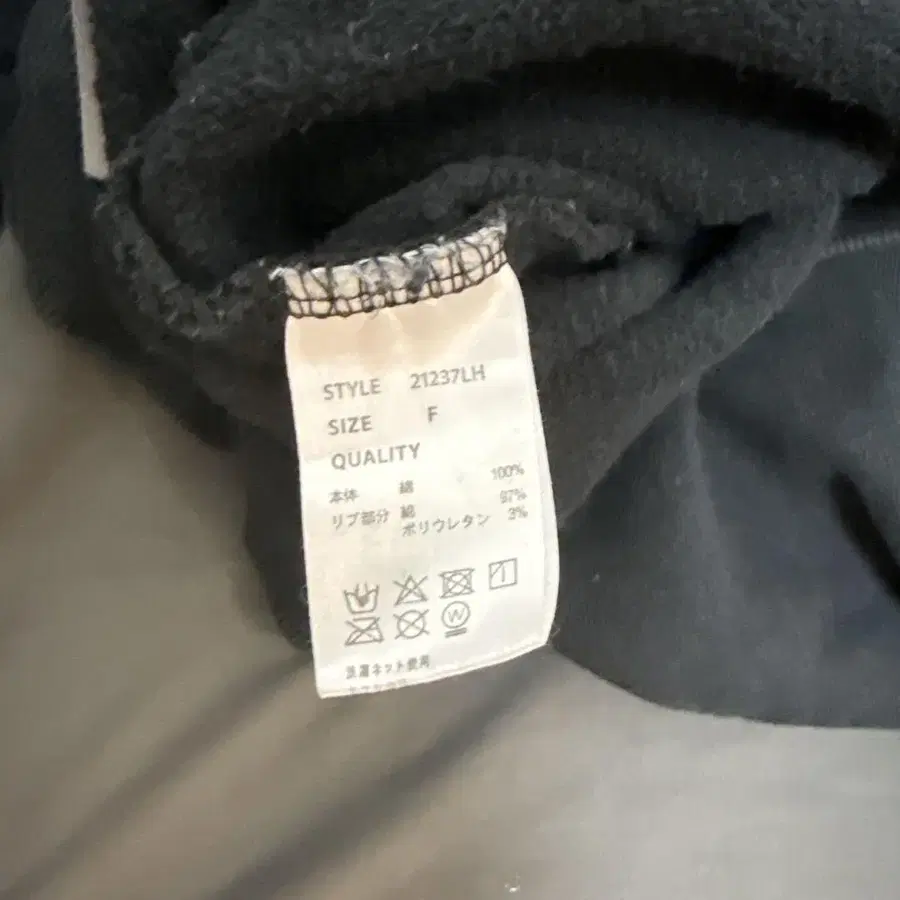 STYLE 21237LH
SIZE F
QUALITY
本体 綿 100%
リブ部分 綿 97%
ポリウレタン 3%
W
洗濯ネット使用